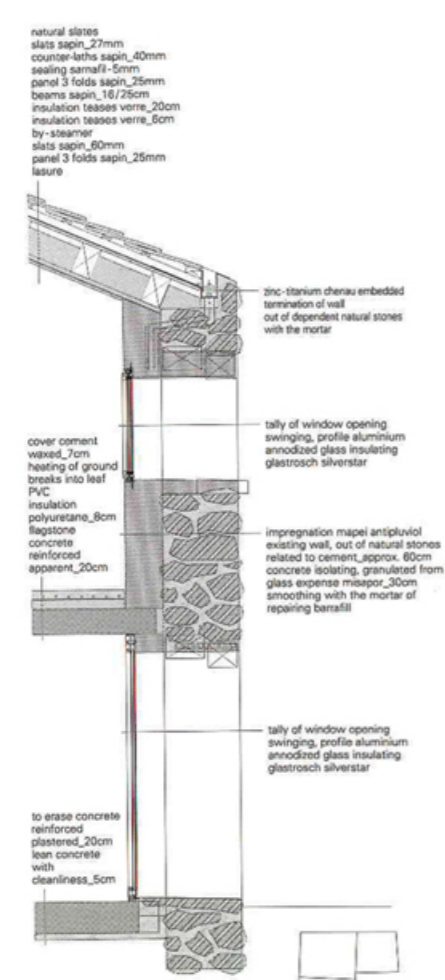 natural slates
slats sapin_27mm
counter-laths sapin_40mm
sealing sarnafil-5mm
panel 3 folds sapin_25mm
beams sapin_16/25cm
insulation teases verre_20cm
insulation teases verre_6cm
by-steamer
slats sapin_60mm
panel 3 folds sapin_25mm
lasure
zinc-titanium chenau embedded
termination of wall
out of dependent natural stones
with the mortar
tally of window opening
swinging, profile aluminium
annodized glass insulating
glastrosch silverstar
cover cement
waxed_7cm
heating of ground
breaks into leaf
PVC
insulation
polyuretane_8cm
flagstone
concrete
reinforced
apparent_20cm
impregnation mapei antipluviol
existing wall, out of natural stones
related to cement_approx. 60cm
concrete isolating, granulated from
glass expense misapor_30cm
smoothing with the mortar of
repairing barrafill
tally of window opening
swinging, profile aluminium
annodized glass insulating
glastrosch silverstar
to erase concrete
reinforced
plastered_20cm
lean concrete
with
cleanliness_5cm